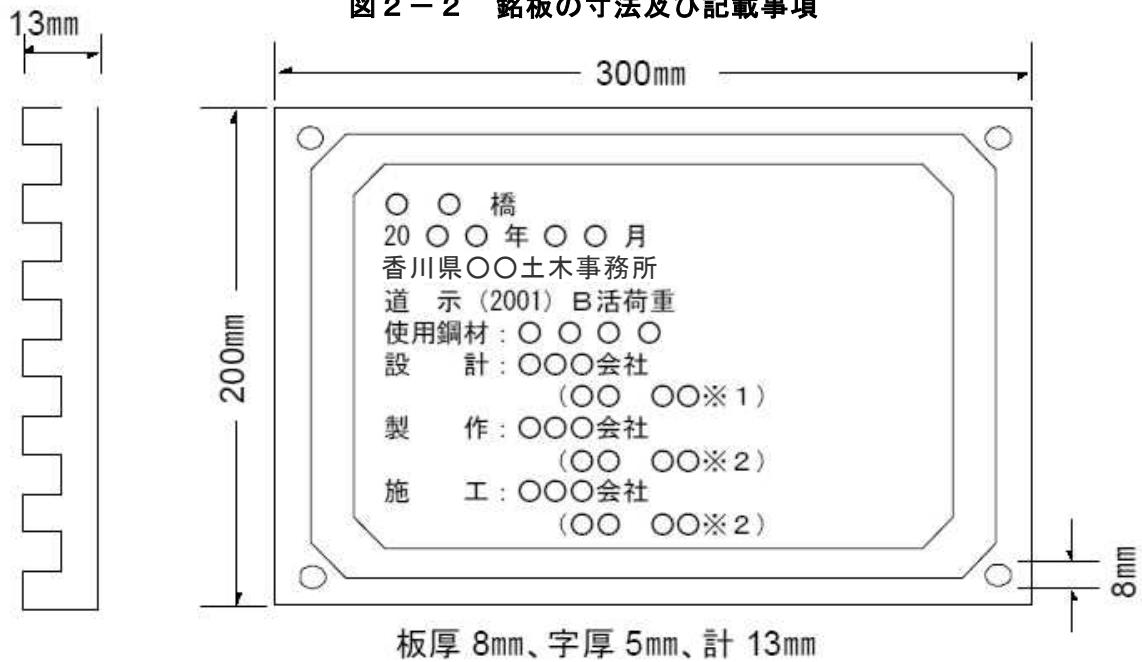 図２－２　銘板の寸法及び記載事項
13㎜
300㎜
200㎜
○　○　橋
20 ○ ○ 年 ○ ○ 月
香川県○○土木事務所
道　示（2001）Ｂ活荷重
使用鋼材：○ ○ ○ ○
設　　計：○○○会社
（○○　○○※１）
製　　作：○○○会社
（○○　○○※２）
施　　工：○○○会社
（○○　○○※２）
8㎜
板厚 8㎜、字厚 5㎜、計 13㎜